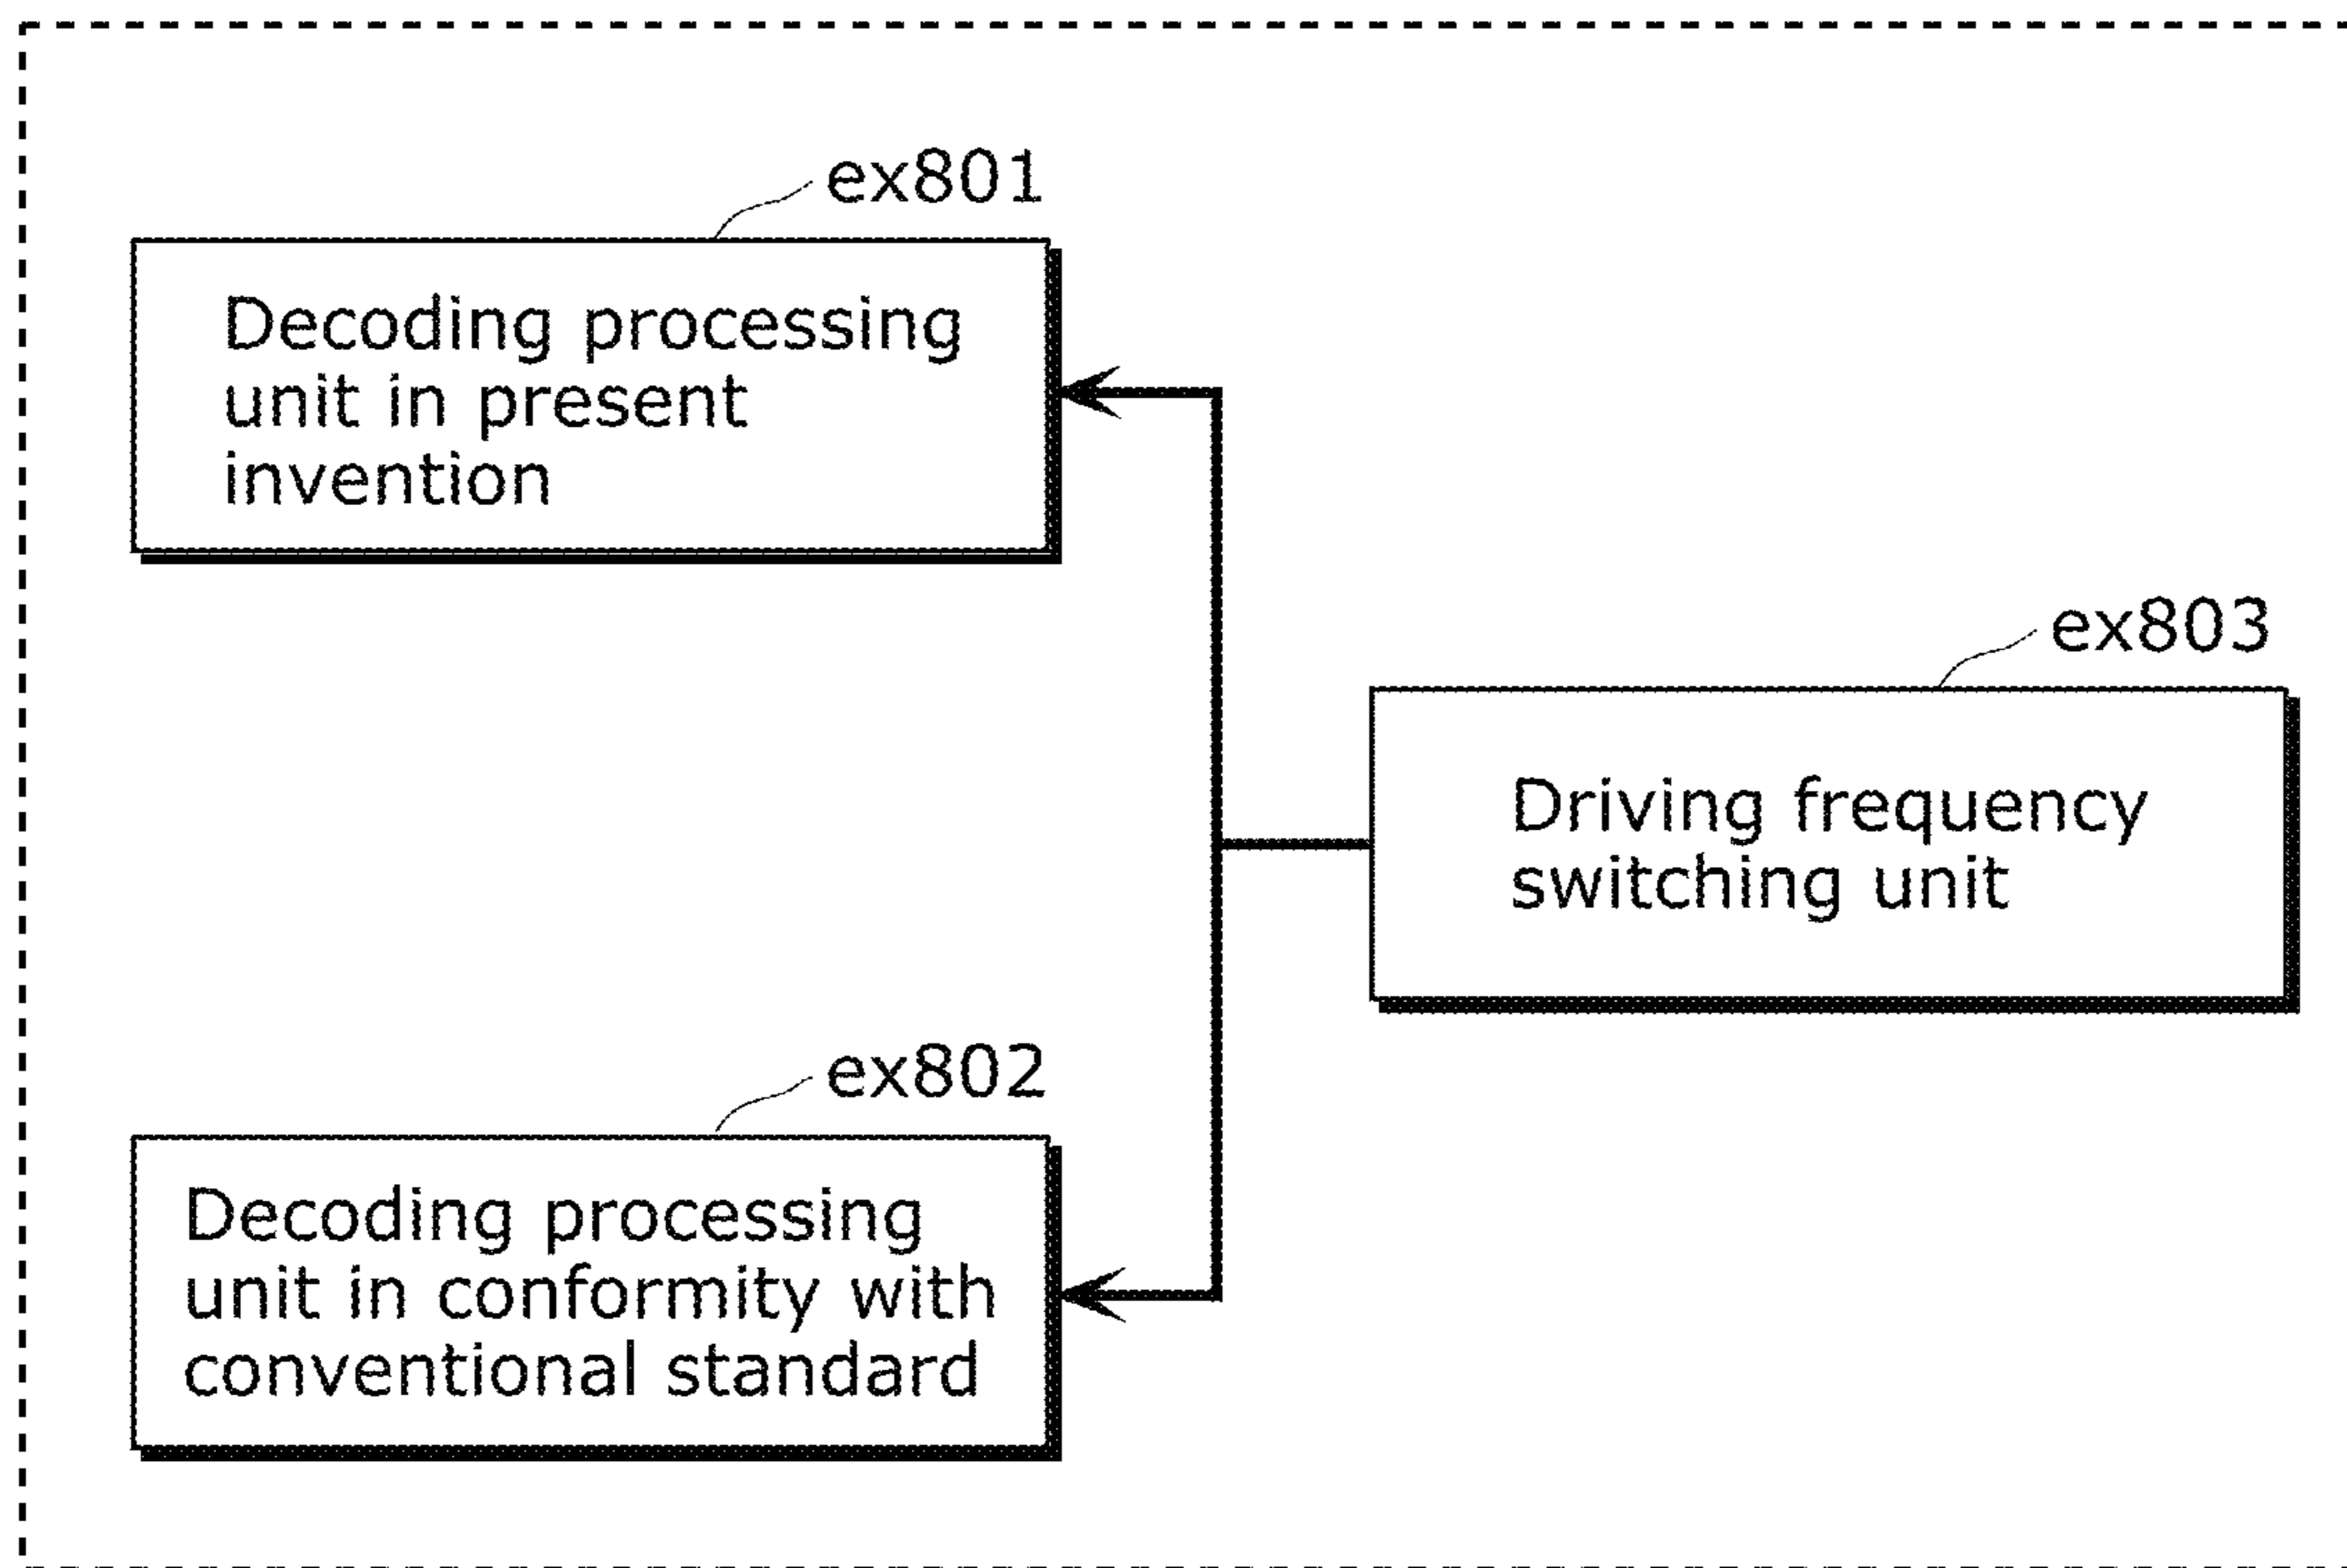 ex801
Decoding processing
unit in present
invention
ex803
Driving frequency
switching unit
ex802
Decoding processing
unit in conformity with
conventional standard